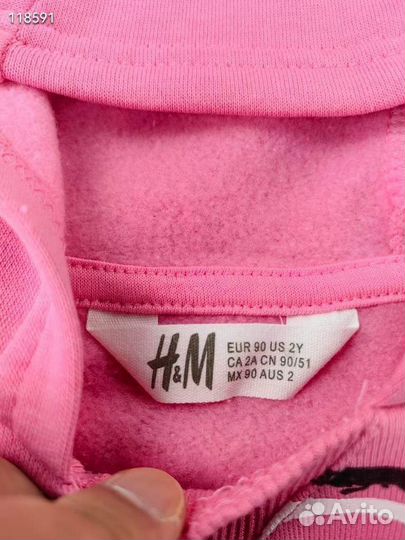 118591
H&M
EUR 90 US 2Y
CA 2A CN 90/51
MX 90 AUS 2
Avito